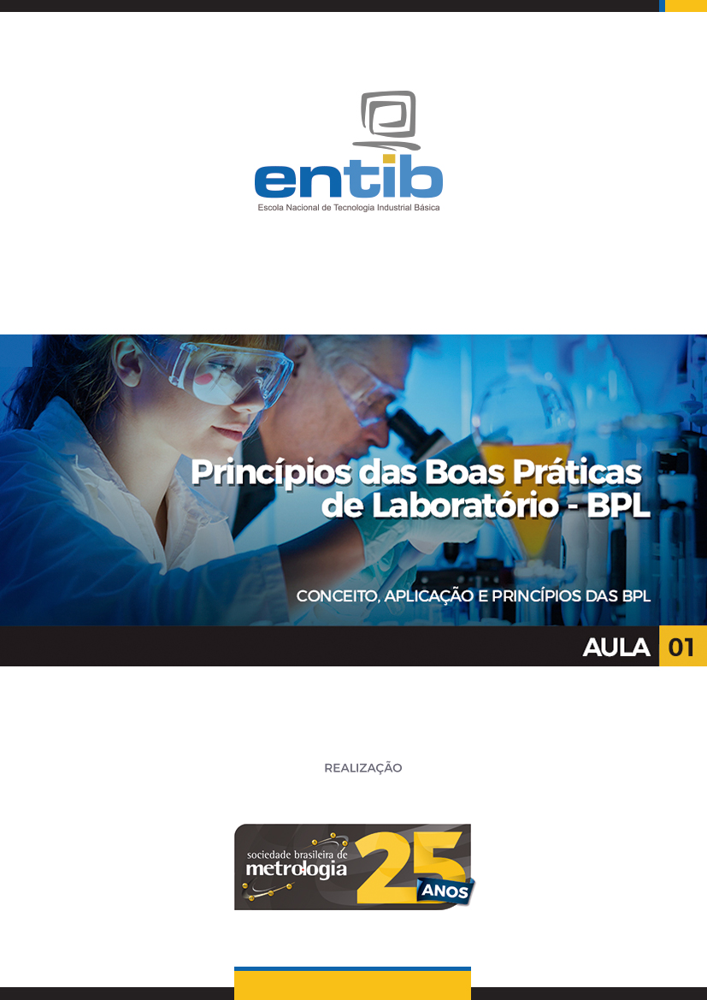 entib
Escola Nacional de Tecnologia Industrial Básica
Princípios das Boas Práticas
de Laboratório - BPL
CONCEITO, APLICAÇÃO E PRINCÍPIOS DAS BPL
AULA 01
REALIZAÇÃO
sociedade brasileira de
metrologia
25
ANOS